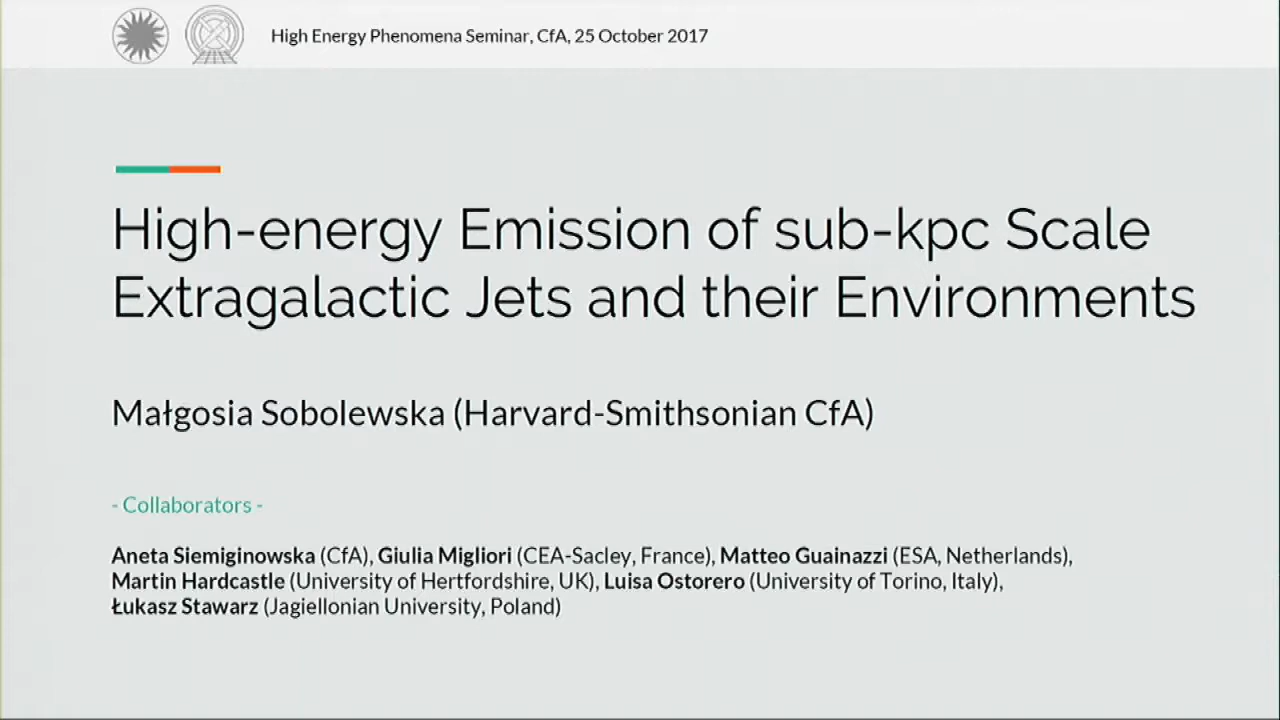 High Energy Phenomena Seminar, CfA, 25 October 2017
High-energy Emission of sub-kpc Scale
Extragalactic Jets and their Environments
Małgosia Sobolewska (Harvard-Smithsonian CfA)
- Collaborators -
Aneta Siemiginowska (CfA), Giulia Migliori (CEA-Sacley, France), Matteo Guainazzi (ESA, Netherlands),
Martin Hardcastle (University of Hertfordshire, UK), Luisa Ostorero (University of Torino, Italy),
Łukasz Stawarz (Jagiellonian University, Poland)